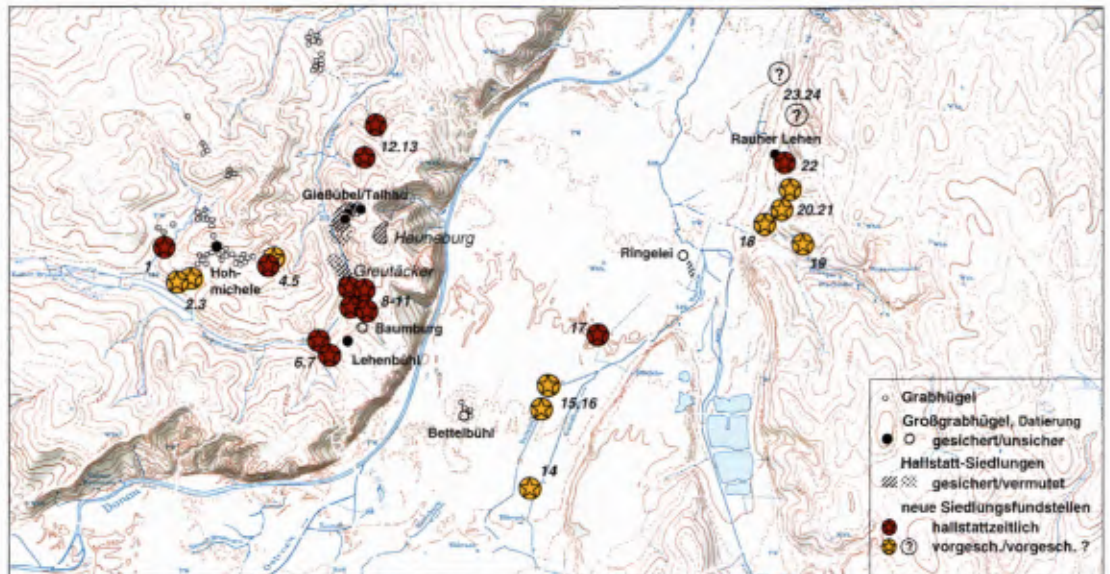 23,24
Rauher Lehen
12,13
22
Gießübel/Talhau
20,21
18
Heuneburg
19
Ringelei
1
4,5
Hoh-
michele
Greutäcker
2,3
8-11
17
Baumburg
6,7
Lehenbühl
15,16
Bettelbühl
14
Donau
Grabhügel
Großgrabhügel, Datierung
gesichert/unsicher
Hallstatt-Siedlungen
gesichert/vermutet
neue Siedlungsfundstellen
hallstattzeitlich
? vorgesch./vorgesch. ?